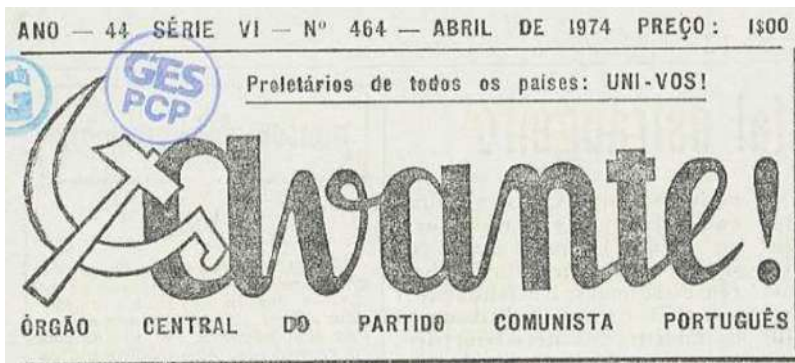 ANO — 44 SÉRIE VI — Nº 464 — ABRIL DE 1974 PREÇO: 1$00
GES
PCP
Proletários de todos os países: UNI-VOS!
avante!
ÓRGÃO CENTRAL DO PARTIDO COMUNISTA PORTUGUÊS